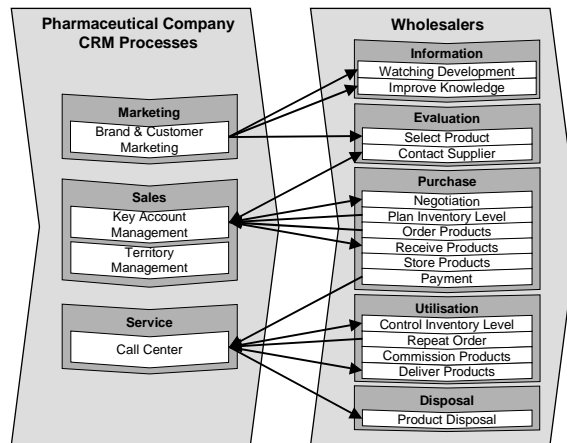 Pharmaceutical Company
CRM Processes
Marketing
Brand & Customer
Marketing
Sales
Key Account
Management
Territory
Management
Service
Call Center
Wholesalers
Information
Watching Development
Improve Knowledge
Evaluation
Select Product
Contact Supplier
Purchase
Negotiation
Plan Inventory Level
Order Products
Receive Products
Store Products
Payment
Utilisation
Control Inventory Level
Repeat Order
Commission Products
Deliver Products
Disposal
Product Disposal